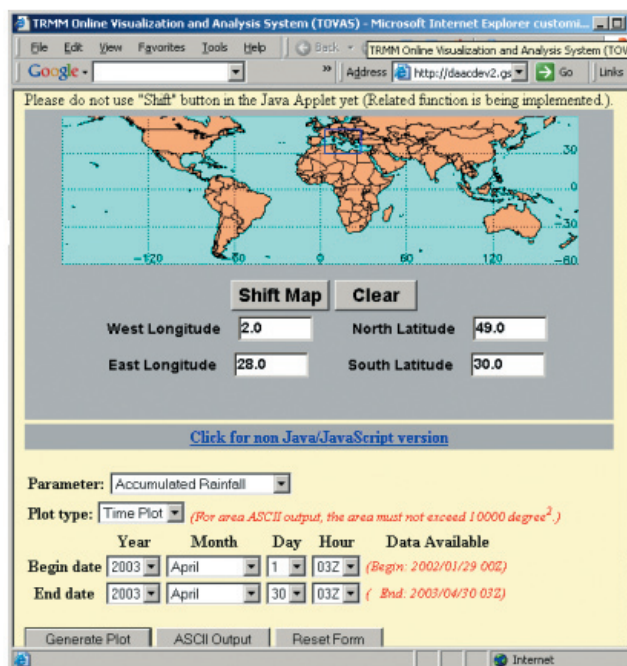 TRMM Online Visualization and Analysis System (TOVAS) - Microsoft Internet Explorer customi...
File Edit View Favorites Tools Help Back
TRMM Online Visualization and Analysis System (TOV
Google Address http://daacdev2.gs Go Links
Please do not use "Shift" button in the Java Applet yet (Related function is being implemented.).
30
0
-30
-120 -60 0 60 120 -60
Shift Map Clear
West Longitude 2.0 North Latitude 49.0
East Longitude 28.0 South Latitude 30.0
Click for non Java/JavaScript version
Parameter: Accumulated Rainfall
Plot type: Time Plot (For area ASCII output, the area must not exceed 10000 degree².)
Year Month Day Hour Data Available
Begin date 2003 April 1 03Z (Begin: 2002/01/29 00Z)
End date 2003 April 30 03Z ( End: 2003/04/30 03Z)
Generate Plot ASCII Output Reset Form
Internet